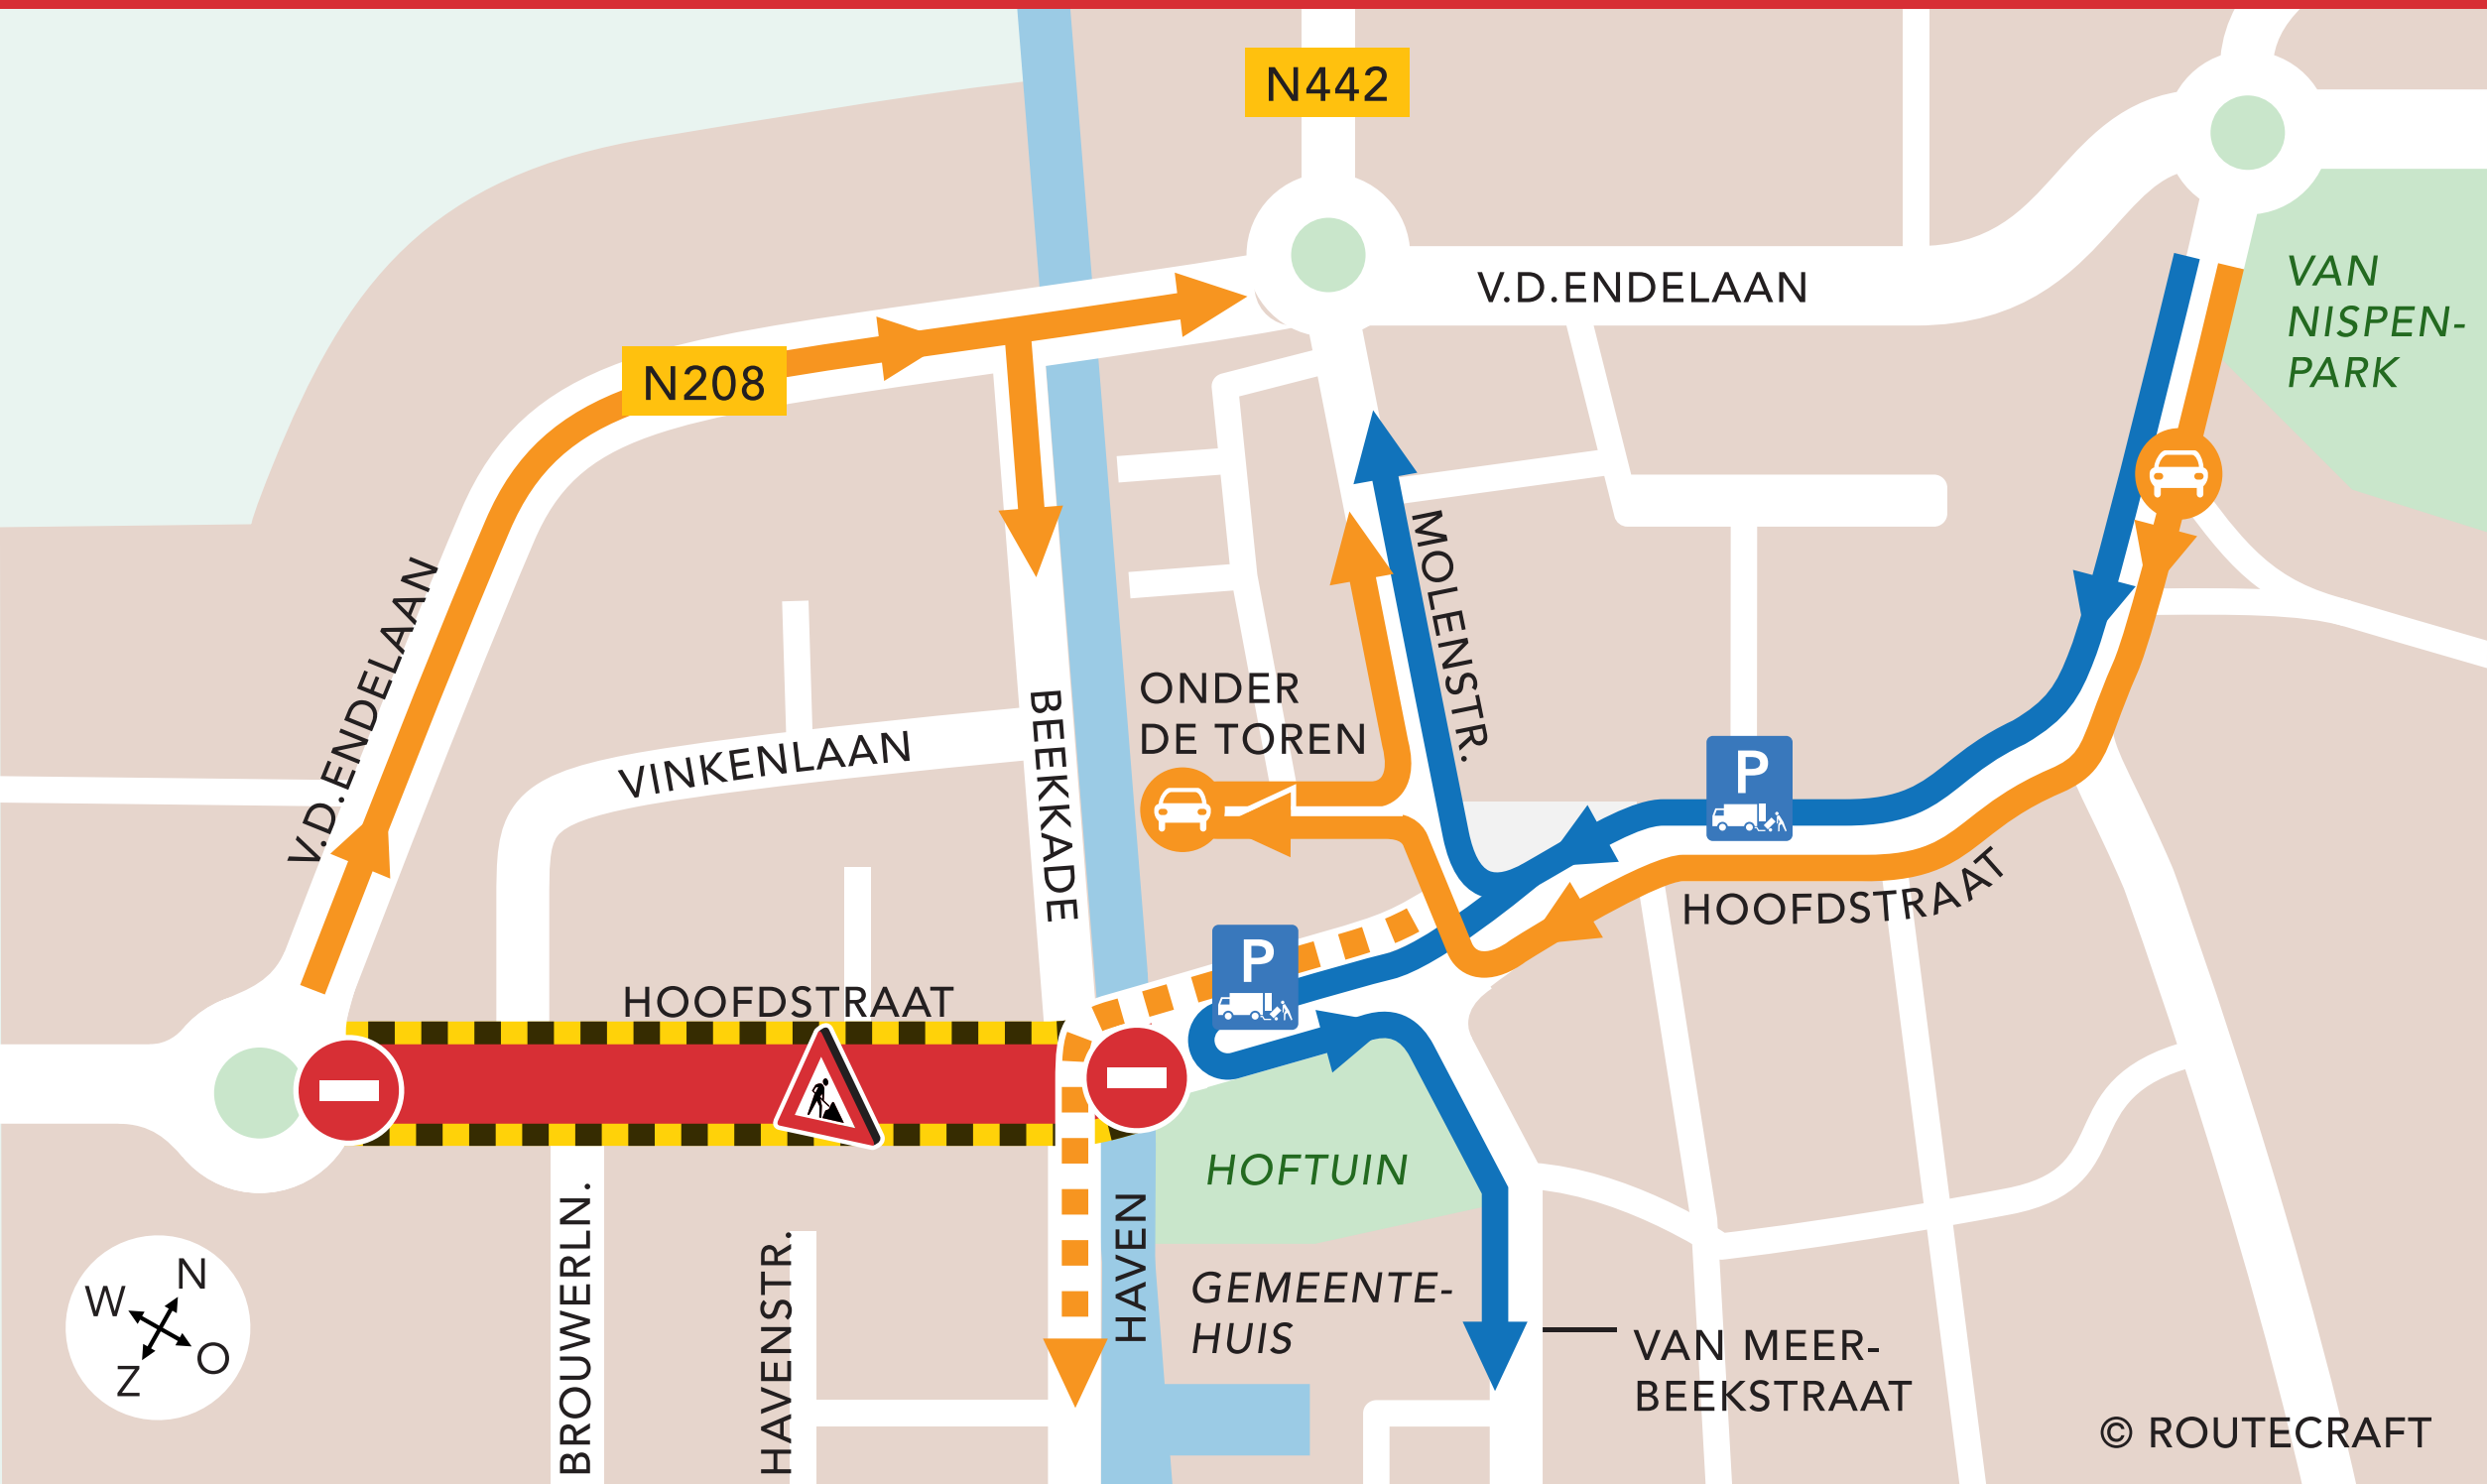 N442
V.D.ENDELAAN
VAN
NISPEN-
PARK
N208
V.D.ENDELAAN
MOLENSTR.
ONDER
DE TOREN
BEEKKADE
VINKENLAAN
P
HOOFDSTRAAT
P
HOOFDSTRAAT
HOFTUIN
HAVEN
BROUWERLN.
HAVENSTR.
GEMEENTE-
HUIS
N
W
O
Z
VAN MEER-
BEEKSTRAAT
© ROUTECRAFT